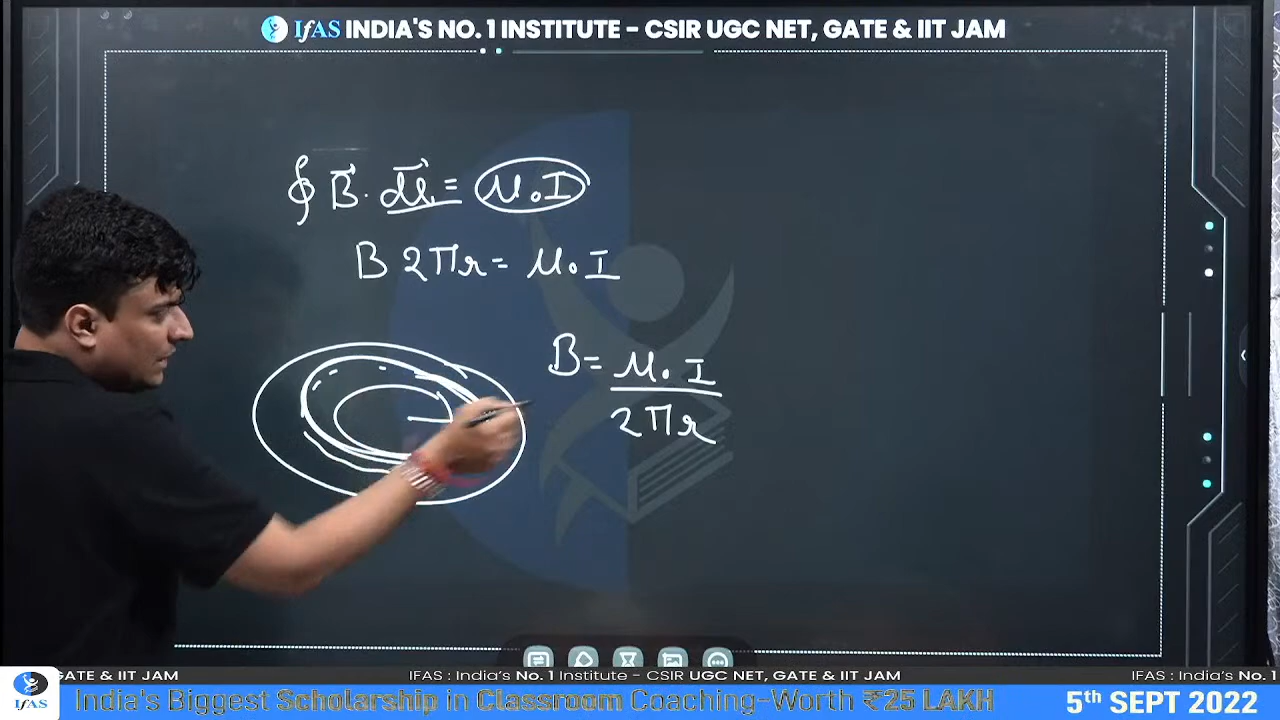 IFAS INDIA'S NO. 1 INSTITUTE - CSIR UGC NET, GATE & IIT JAM
∮ B⃗ · dl⃗ = μ₀I
B 2πr = μ₀ I
B = μ₀ I
2πr
GATE & IIT JAM IFAS : India's No. 1 Institute - CSIR UGC NET, GATE & IIT JAM IFAS : India's No. 1
IFAS India's Biggest Scholarship in Classroom Coaching-Worth ₹25 LAKH 5th SEPT 2022